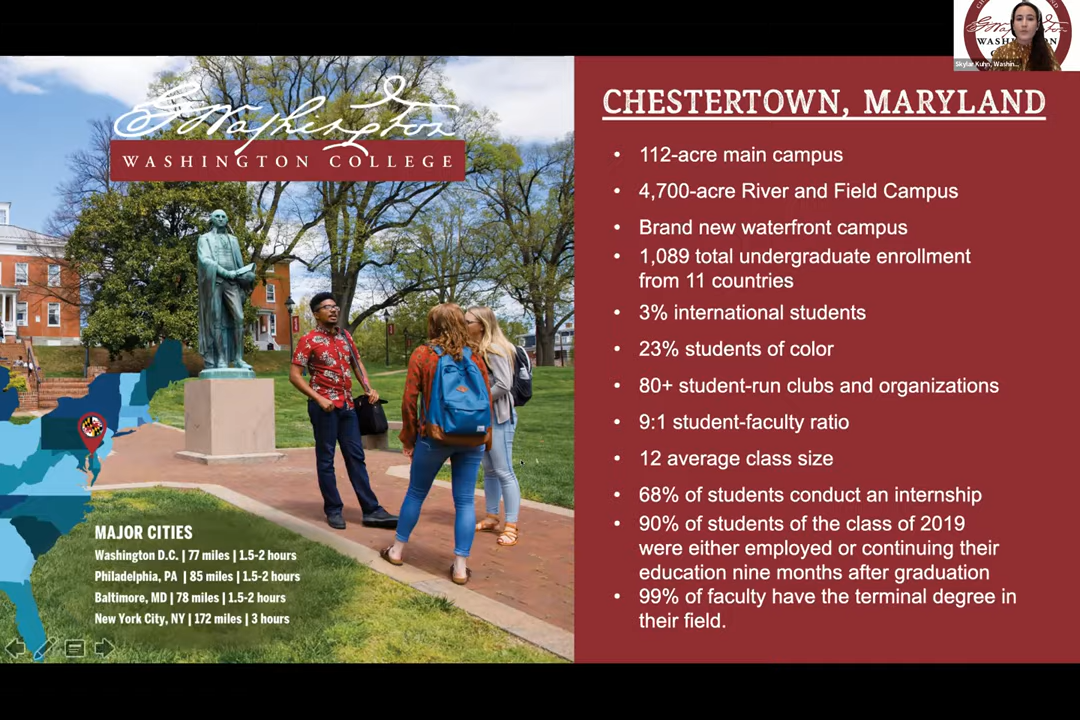 GWashington
WASHINGTON COLLEGE
CHESTERTOWN, MARYLAND
• 112-acre main campus
• 4,700-acre River and Field Campus
• Brand new waterfront campus
• 1,089 total undergraduate enrollment
from 11 countries
• 3% international students
• 23% students of color
• 80+ student-run clubs and organizations
• 9:1 student-faculty ratio
• 12 average class size
• 68% of students conduct an internship
• 90% of students of the class of 2019
were either employed or continuing their
education nine months after graduation
• 99% of faculty have the terminal degree in
their field.
MAJOR CITIES
Washington D.C. | 77 miles | 1.5-2 hours
Philadelphia, PA | 85 miles | 1.5-2 hours
Baltimore, MD | 78 miles | 1.5-2 hours
New York City, NY | 172 miles | 3 hours
Skylar Kuhn, Washin...